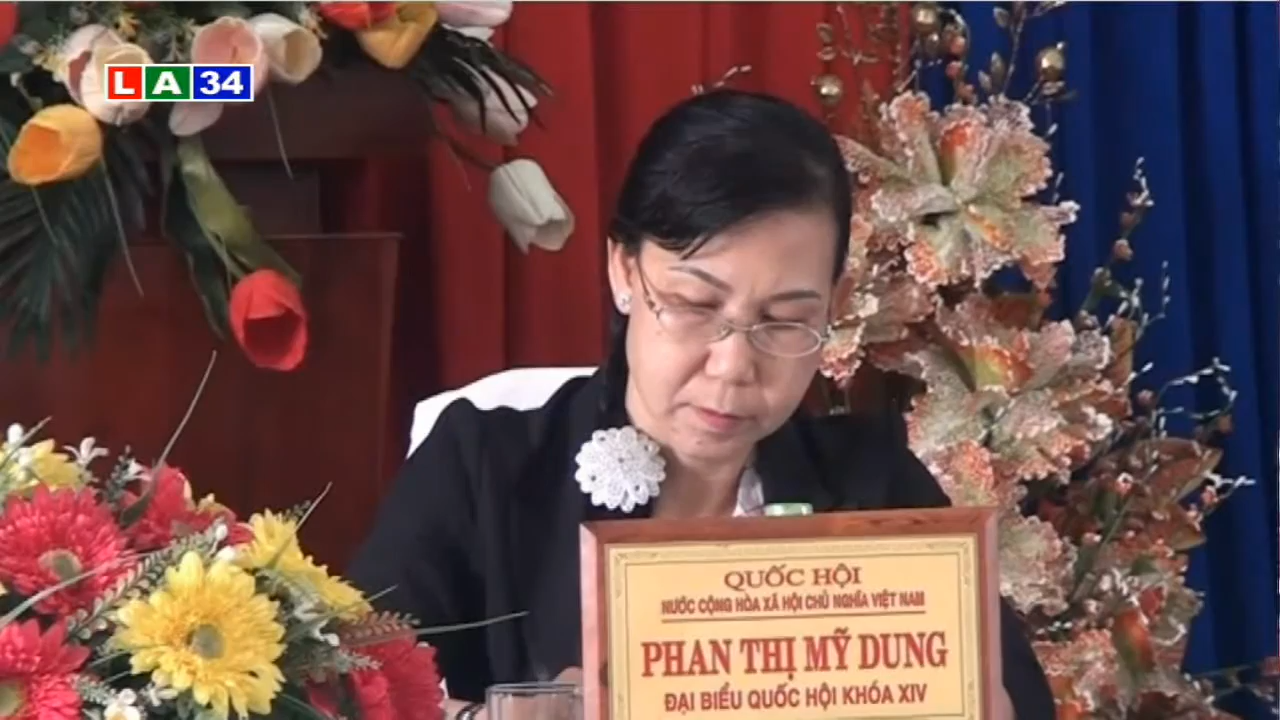 LA34
QUỐC HỘI
NƯỚC CỘNG HÒA XÃ HỘI CHỦ NGHĨA VIỆT NAM
PHAN THỊ MỸ DUNG
ĐẠI BIỂU QUỐC HỘI KHÓA XIV